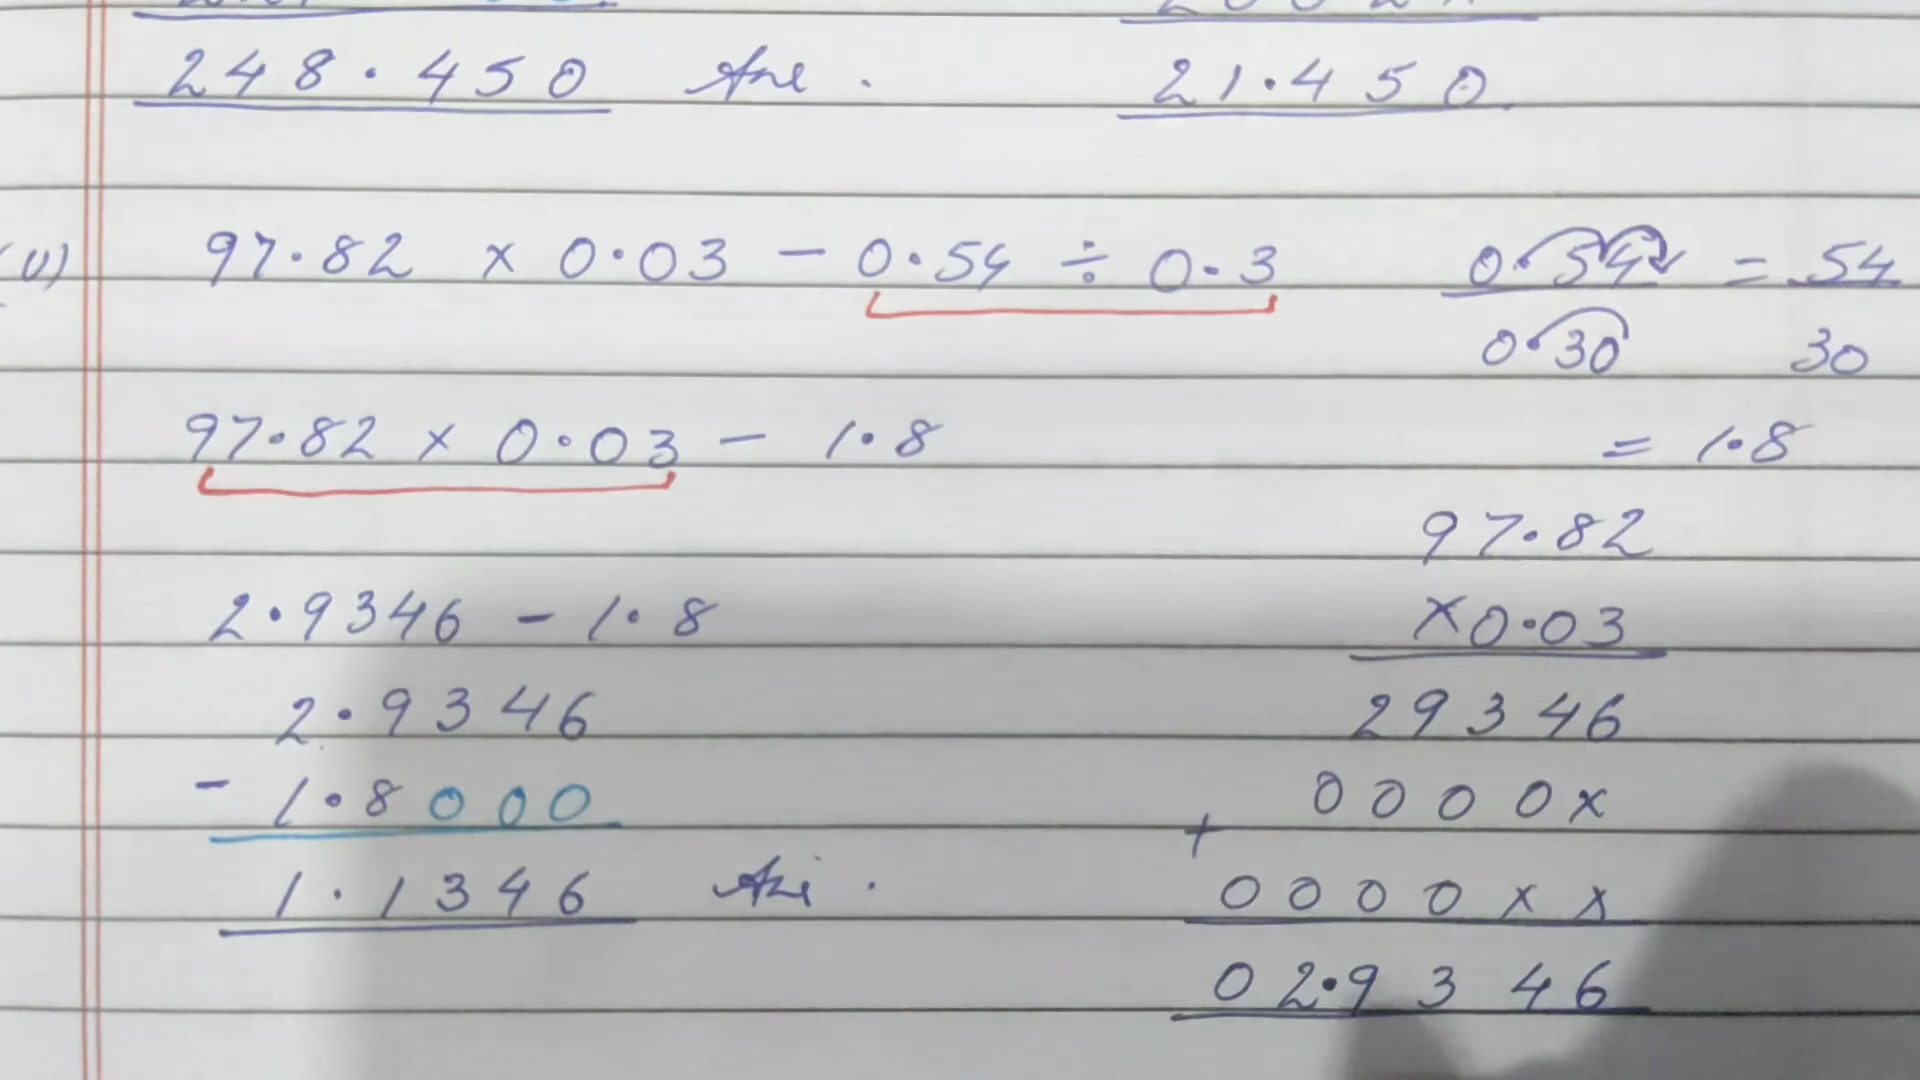 248.450 Ans.
21.450
(v) 97.82 × 0.03 - 0.54 ÷ 0.3
0.54 = 54
0.30 30
97.82 × 0.03 - 1.8
= 1.8
97.82
2.9346 - 1.8
×0.03
2.9346
29346
- 1.8000
0000×
1.1346 Ans.
+ 0000××
02.9346